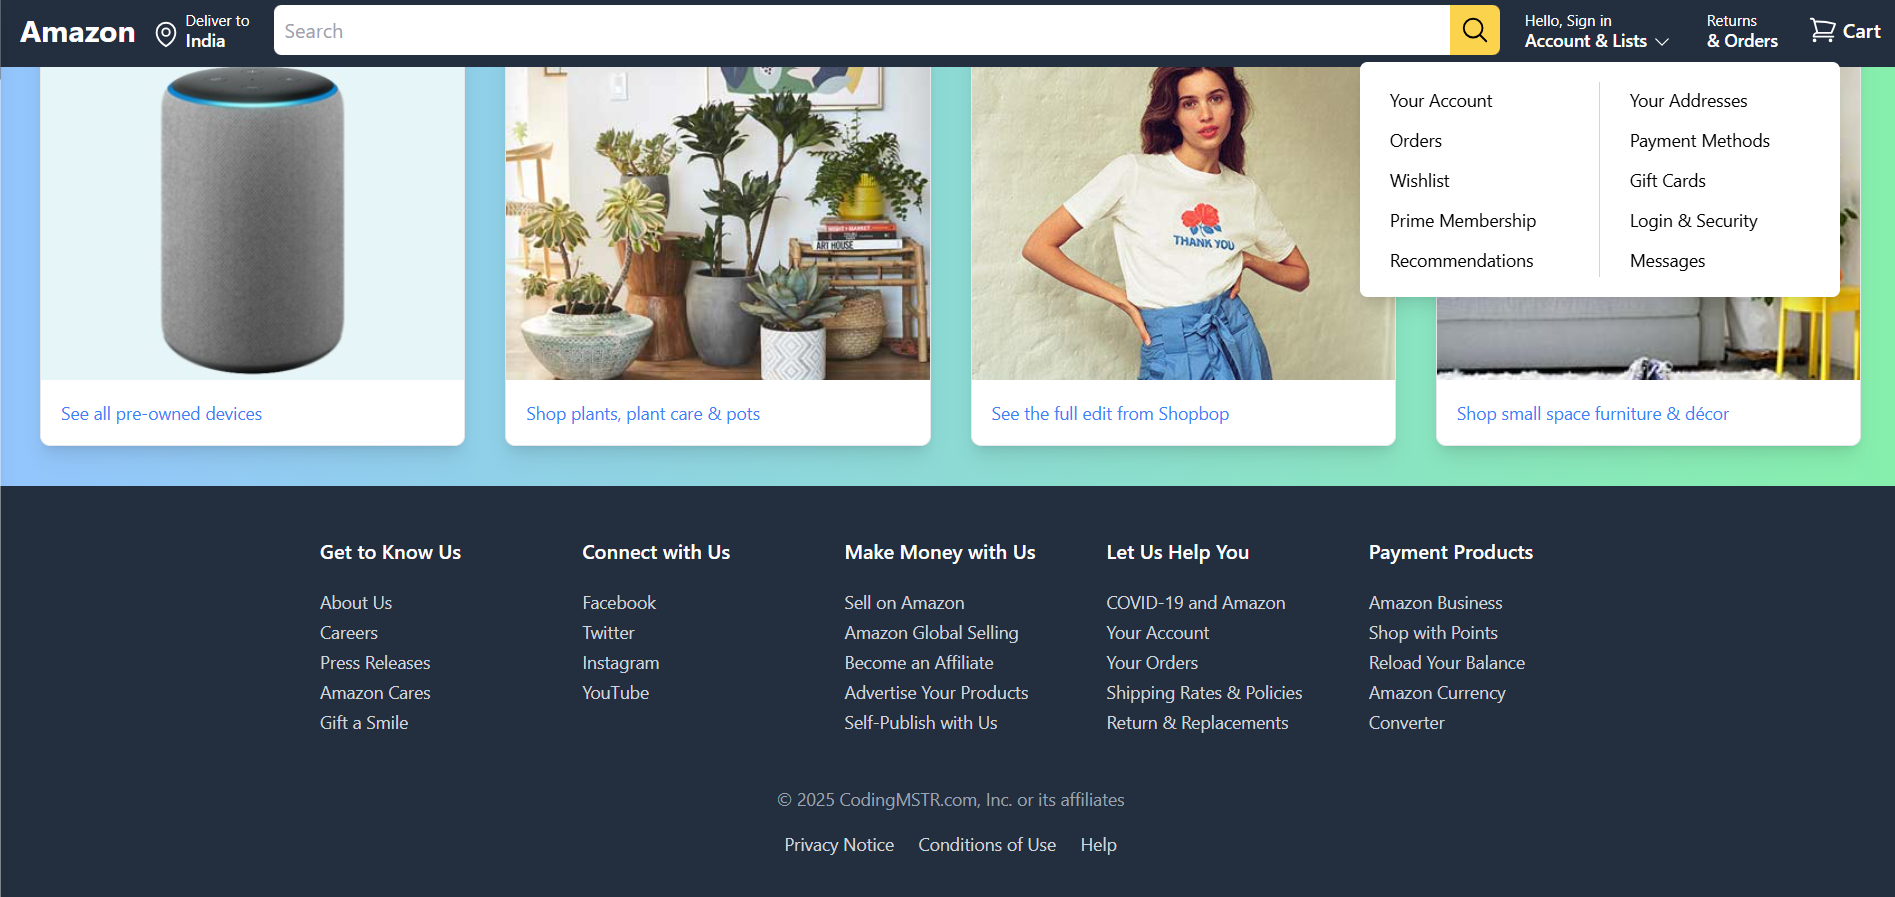 Amazon
Deliver to
India
Search
Hello, Sign in
Account & Lists
Returns
& Orders
Cart
Your Account
Orders
Wishlist
Prime Membership
Recommendations
Your Addresses
Payment Methods
Gift Cards
Login & Security
Messages
ART HOUSE
THANK YOU
See all pre-owned devices
Shop plants, plant care & pots
See the full edit from Shopbop
Shop small space furniture & décor
Get to Know Us
About Us
Careers
Press Releases
Amazon Cares
Gift a Smile
Connect with Us
Facebook
Twitter
Instagram
YouTube
Make Money with Us
Sell on Amazon
Amazon Global Selling
Become an Affiliate
Advertise Your Products
Self-Publish with Us
Let Us Help You
COVID-19 and Amazon
Your Account
Your Orders
Shipping Rates & Policies
Return & Replacements
Payment Products
Amazon Business
Shop with Points
Reload Your Balance
Amazon Currency
Converter
© 2025 CodingMSTR.com, Inc. or its affiliates
Privacy Notice
Conditions of Use
Help